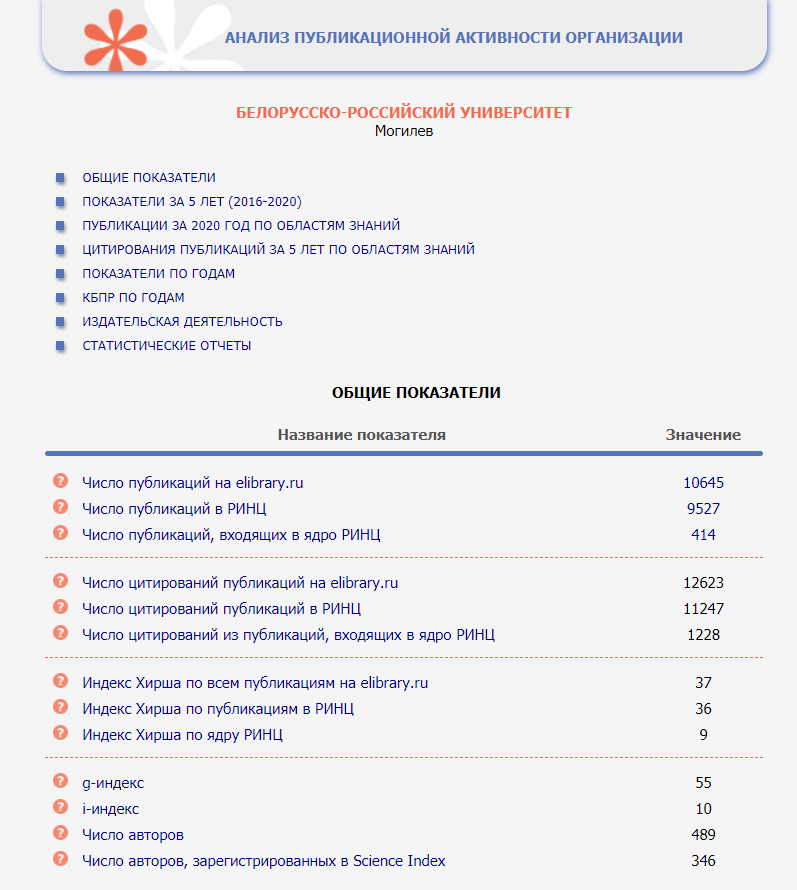 АНАЛИЗ ПУБЛИКАЦИОННОЙ АКТИВНОСТИ ОРГАНИЗАЦИИ
БЕЛОРУССКО-РОССИЙСКИЙ УНИВЕРСИТЕТ
Могилев
ОБЩИЕ ПОКАЗАТЕЛИ
ПОКАЗАТЕЛИ ЗА 5 ЛЕТ (2016-2020)
ПУБЛИКАЦИИ ЗА 2020 ГОД ПО ОБЛАСТЯМ ЗНАНИЙ
ЦИТИРОВАНИЯ ПУБЛИКАЦИЙ ЗА 5 ЛЕТ ПО ОБЛАСТЯМ ЗНАНИЙ
ПОКАЗАТЕЛИ ПО ГОДАМ
КБПР ПО ГОДАМ
ИЗДАТЕЛЬСКАЯ ДЕЯТЕЛЬНОСТЬ
СТАТИСТИЧЕСКИЕ ОТЧЕТЫ
ОБЩИЕ ПОКАЗАТЕЛИ
Название показателя Значение
? Число публикаций на elibrary.ru 10645
? Число публикаций в РИНЦ 9527
? Число публикаций, входящих в ядро РИНЦ 414
? Число цитирований публикаций на elibrary.ru 12623
? Число цитирований публикаций в РИНЦ 11247
? Число цитирований из публикаций, входящих в ядро РИНЦ 1228
? Индекс Хирша по всем публикациям на elibrary.ru 37
? Индекс Хирша по публикациям в РИНЦ 36
? Индекс Хирша по ядру РИНЦ 9
? g-индекс 55
? i-индекс 10
? Число авторов 489
? Число авторов, зарегистрированных в Science Index 346